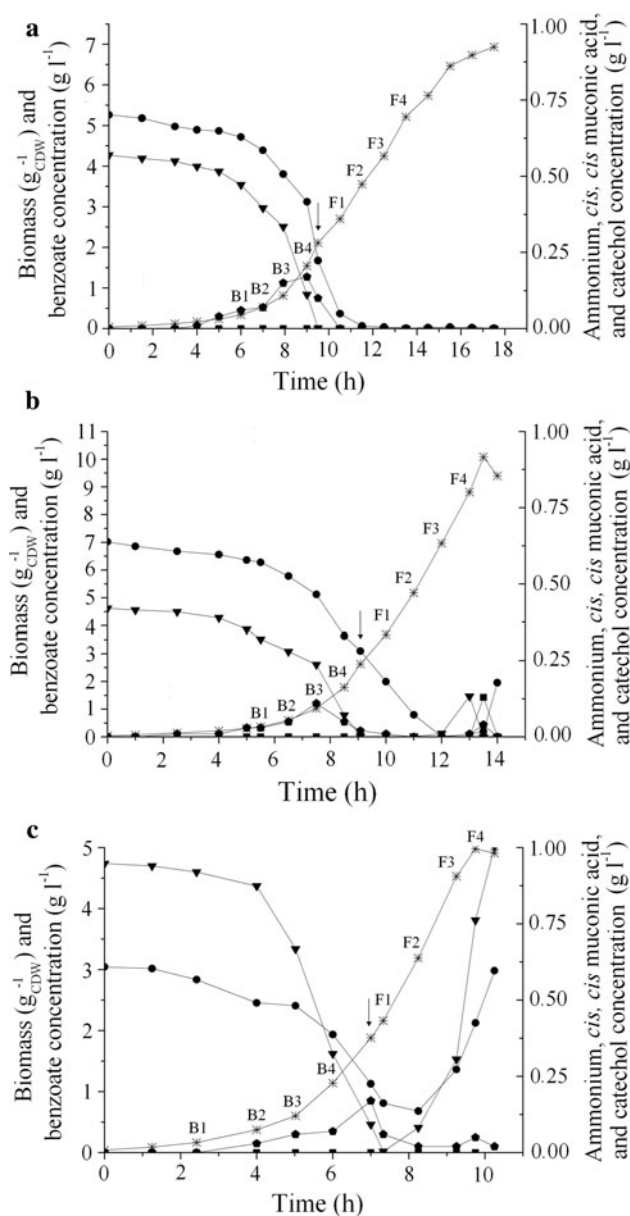 a
Biomass (g⁻¹CDW) and
benzoate concentration (g l⁻¹)
7
6
5
4
3
2
1
0
B1
B2
B3
B4
F1
F2
F3
F4
1.00
0.75
0.50
0.25
0.00
Ammonium, cis, cis muconic acid,
and catechol concentration (g l⁻¹)
0 2 4 6 8 10 12 14 16 18
Time (h)
b
Biomass (g⁻¹CDW) and
benzoate concentration (g l⁻¹)
11
10
9
8
7
6
5
4
3
2
1
0
B1
B2
B3
B4
F1
F2
F3
F4
1.00
0.75
0.50
0.25
0.00
Ammonium, cis, cis muconic acid,
and catechol concentration (g l⁻¹)
0 2 4 6 8 10 12 14
Time (h)
c
Biomass (g⁻¹CDW) and
benzoate concentration (g l⁻¹)
5
4
3
2
1
0
B1
B2
B3
B4
F1
F2
F3
F4
1.00
0.75
0.50
0.25
0.00
Ammonium, cis, cis muconic acid,
and catechol concentration (g l⁻¹)
0 2 4 6 8 10
Time (h)